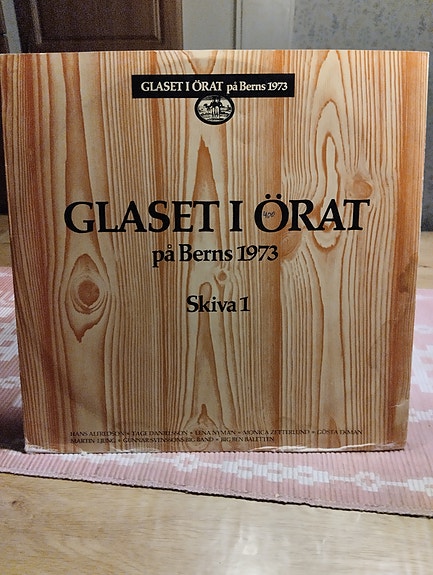 GLASET I ÖRAT på Berns 1973
GLASET I ÖRAT
på Berns 1973
Skiva 1
HANS ALFREDSON • TAGE DANIELSSON • LENA NYMAN • MONICA ZETTERLUND • GÖSTA EKMAN
MARTIN LJUNG • GUNNAR SVENSSONS BIG BAND • BIG BEN BALETTEN